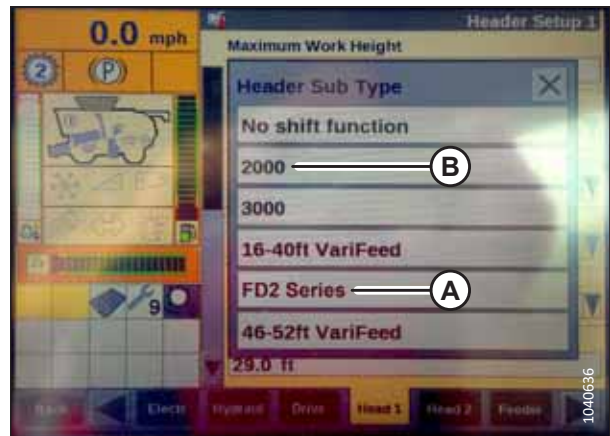 0.0 mph
Header Setup 1
Maximum Work Height
2
(P)
Header Sub Type
No shift function
2000
B
3000
16-40ft VariFeed
FD2 Series
A
46-52ft VariFeed
9
29.0 ft
Back
Electr
Hydraul
Drive
Head 1
Head 2
Feeder
1040636